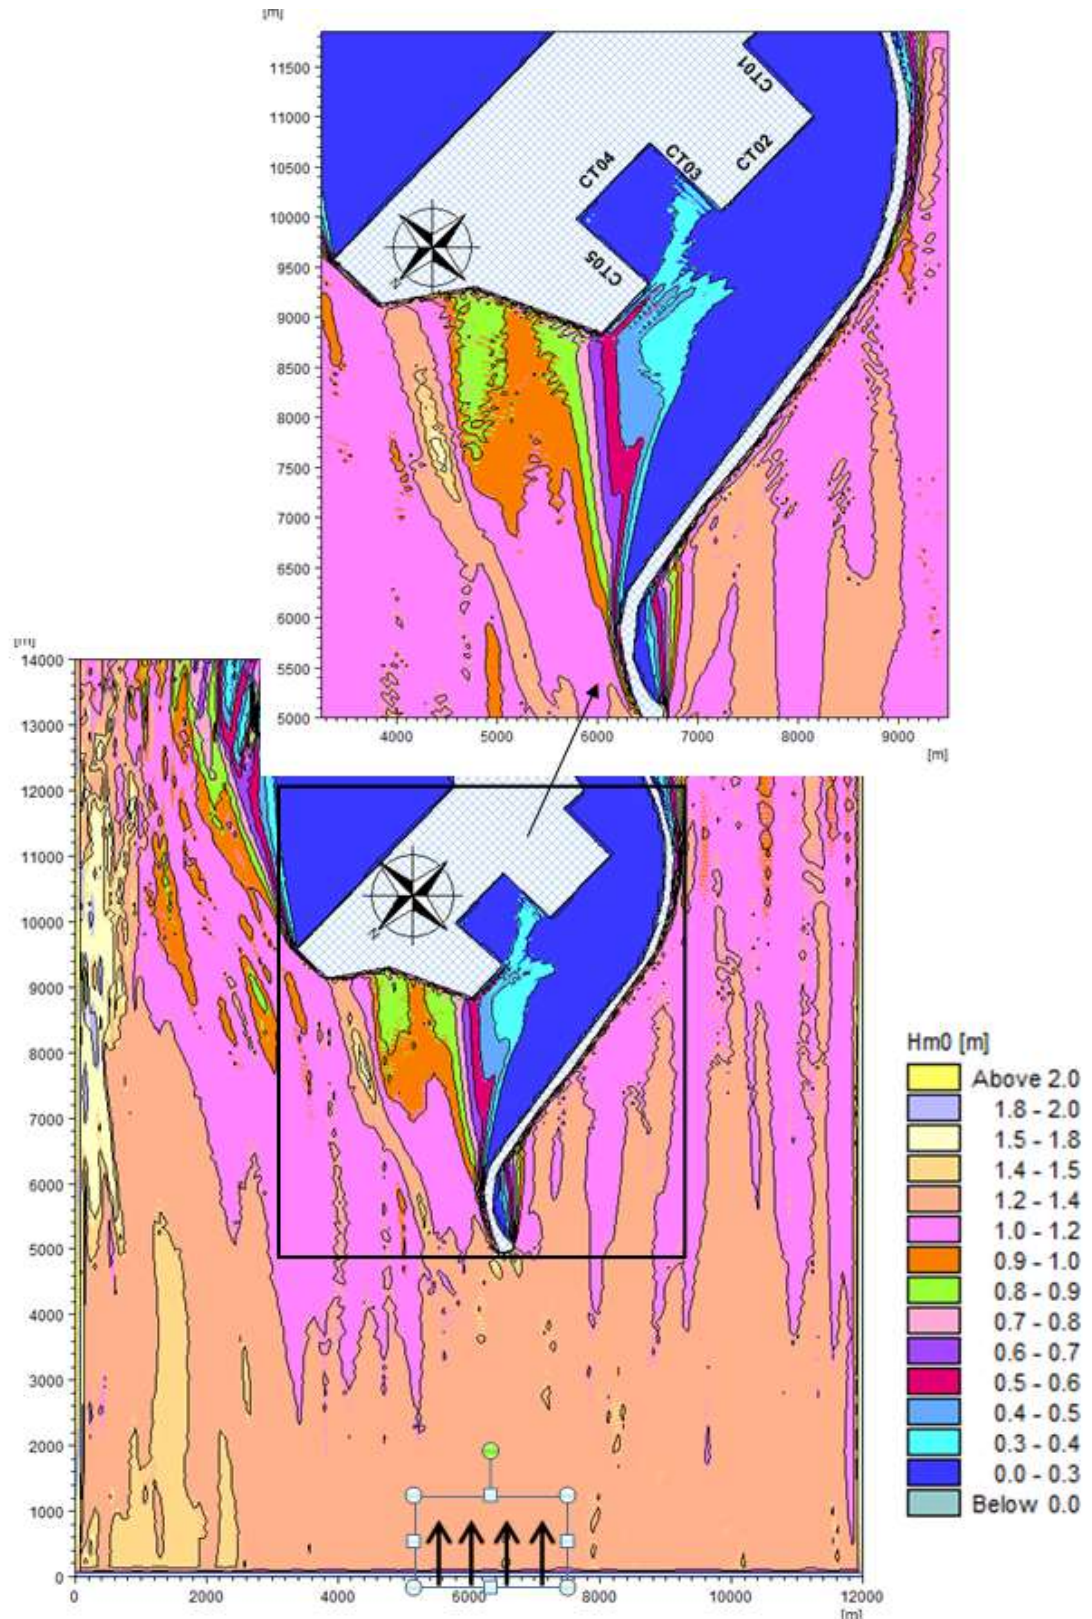 [m]
11500
11000
10500
10000
9500
9000
8500
8000
7500
7000
6500
6000
5500
5000
CT01
CT02
CT03
CT04
CT05
N
4000 5000 6000 7000 8000 9000
[m]
[m]
14000
13000
12000
11000
10000
9000
8000
7000
6000
5000
4000
3000
2000
1000
0
N
0 2000 4000 6000 8000 10000 12000
[m]
Hm0 [m]
Above 2.0
1.8 - 2.0
1.5 - 1.8
1.4 - 1.5
1.2 - 1.4
1.0 - 1.2
0.9 - 1.0
0.8 - 0.9
0.7 - 0.8
0.6 - 0.7
0.5 - 0.6
0.4 - 0.5
0.3 - 0.4
0.0 - 0.3
Below 0.0